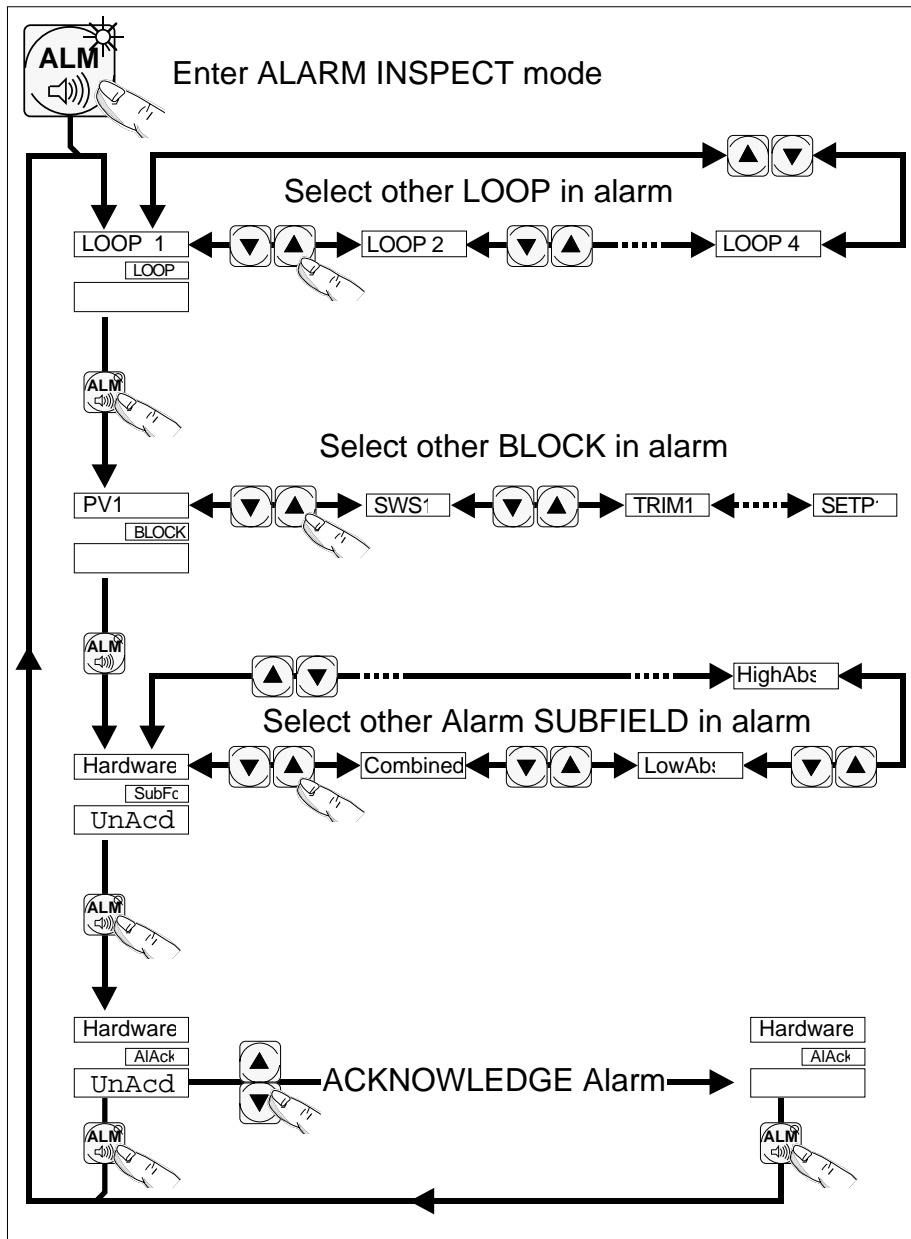 ALM
Enter ALARM INSPECT mode
Select other LOOP in alarm
LOOP 1
LOOP 2
LOOP 4
LOOP
ALM
Select other BLOCK in alarm
PV1
SWS1
TRIM1
SETP1
BLOCK
ALM
HighAbs
Select other Alarm SUBFIELD in alarm
Hardware
Combined
LowAbs
SubFd
UnAcd
ALM
Hardware
Hardware
AlAck
AlAck
UnAcd
ACKNOWLEDGE Alarm
ALM
ALM